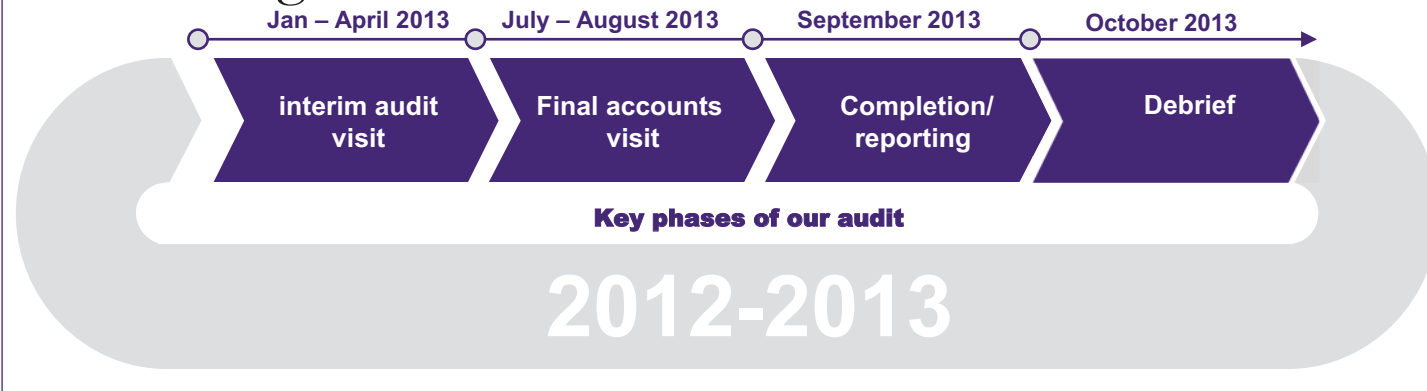 Jan – April 2013
July – August 2013
September 2013
October 2013
interim audit
visit
Final accounts
visit
Completion/
reporting
Debrief
Key phases of our audit
2012-2013